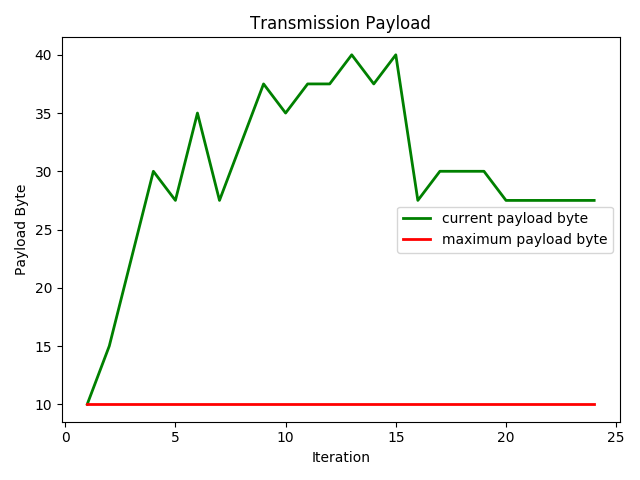 Transmission Payload
Payload Byte
40
35
30
25
20
15
10
current payload byte
maximum payload byte
0
5
10
15
20
25
Iteration